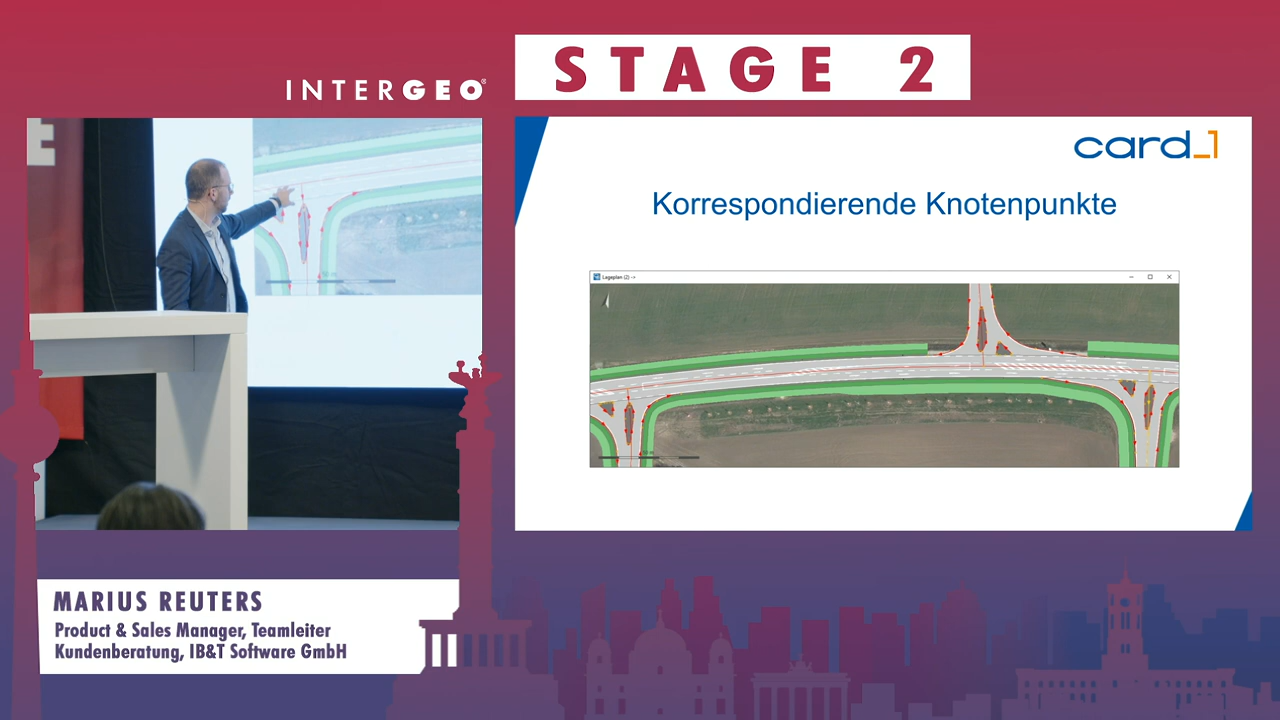 INTERGEO®
STAGE 2
E
card_1
Korrespondierende Knotenpunkte
Lageplan (2) ->
MARIUS REUTERS
Product & Sales Manager, Teamleiter
Kundenberatung, IB&T Software GmbH